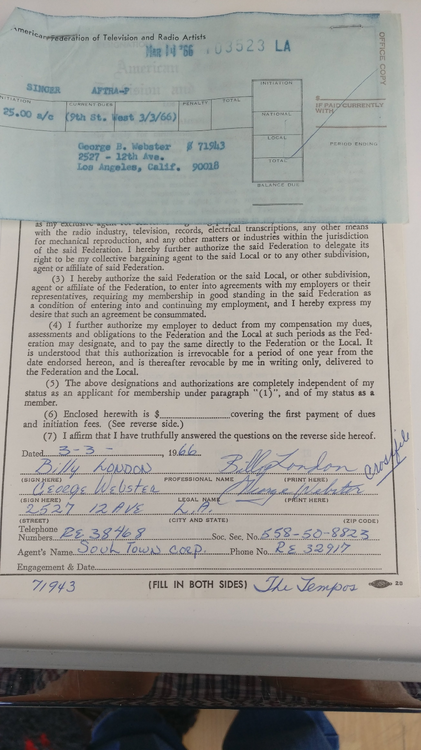 American Federation of Television and Radio Artists
Mar 14 '66 .03523 LA
OFFICE COPY
SINGER AFTRA-P
INITIATION
CURRENT DUES PENALTY TOTAL
25.00 a/c (9th St. West 3/3/66)
INITIATION
NATIONAL
LOCAL
TOTAL
BALANCE DUE
$
IF PAID CURRENTLY
WITH
PERIOD ENDING
George B. Webster # 71943
2527 - 12th Ave.
Los Angeles, Calif. 90018
with the radio industry, television, records, electrical transcriptions, any other means
for mechanical reproduction, and any other matters or industries within the jurisdiction
of the said Federation. I hereby further authorize the said Federation to delegate its
right to be my collective bargaining agent to the said Local or to any other subdivision,
agent or affiliate of said Federation.
(3) I hereby authorize the said Federation or the said Local, or other subdivision,
agent or affiliate of the Federation, to enter into agreements with my employers or their
representatives, requiring my membership in good standing in the said Federation as
a condition of entering into and continuing my employment, and I hereby express my
desire that such an agreement be consummated.
(4) I further authorize my employer to deduct from my compensation my dues,
assessments and obligations to the Federation and the Local at such periods as the Fed-
eration may designate, and to pay the same directly to the Federation or the Local. It
is understood this authorization is irrevocable for a period of one year from the
date endorsed hereon, and is thereafter revocable by me in writing only, delivered to
the Federation and the Local.
(5) The above designations and authorizations are completely independent of my
status as an applicant for membership under paragraph "(1)", and of my status as a
member.
(6) Enclosed herewith is $ covering the first payment of dues
and initiation fees. (See reverse side.)
(7) I affirm that I have truthfully answered the questions on the reverse side hereof.
Dated 3-3-, 1966
Billy LONDON Billy London
Crossfile
(SIGN HERE) PROFESSIONAL NAME (PRINT HERE)
George Webster George Webster
(SIGN HERE) LEGAL NAME (PRINT HERE)
2527 12 AVE L.A.
(STREET) (CITY AND STATE) (ZIP CODE)
Telephone
Numbers RE 38468 Soc. Sec. No. 558-50-8823
Agent's Name SOUL TOWN CORP. Phone No. RE 32917
Engagement & Date
71943 (FILL IN BOTH SIDES) The Tempos 20